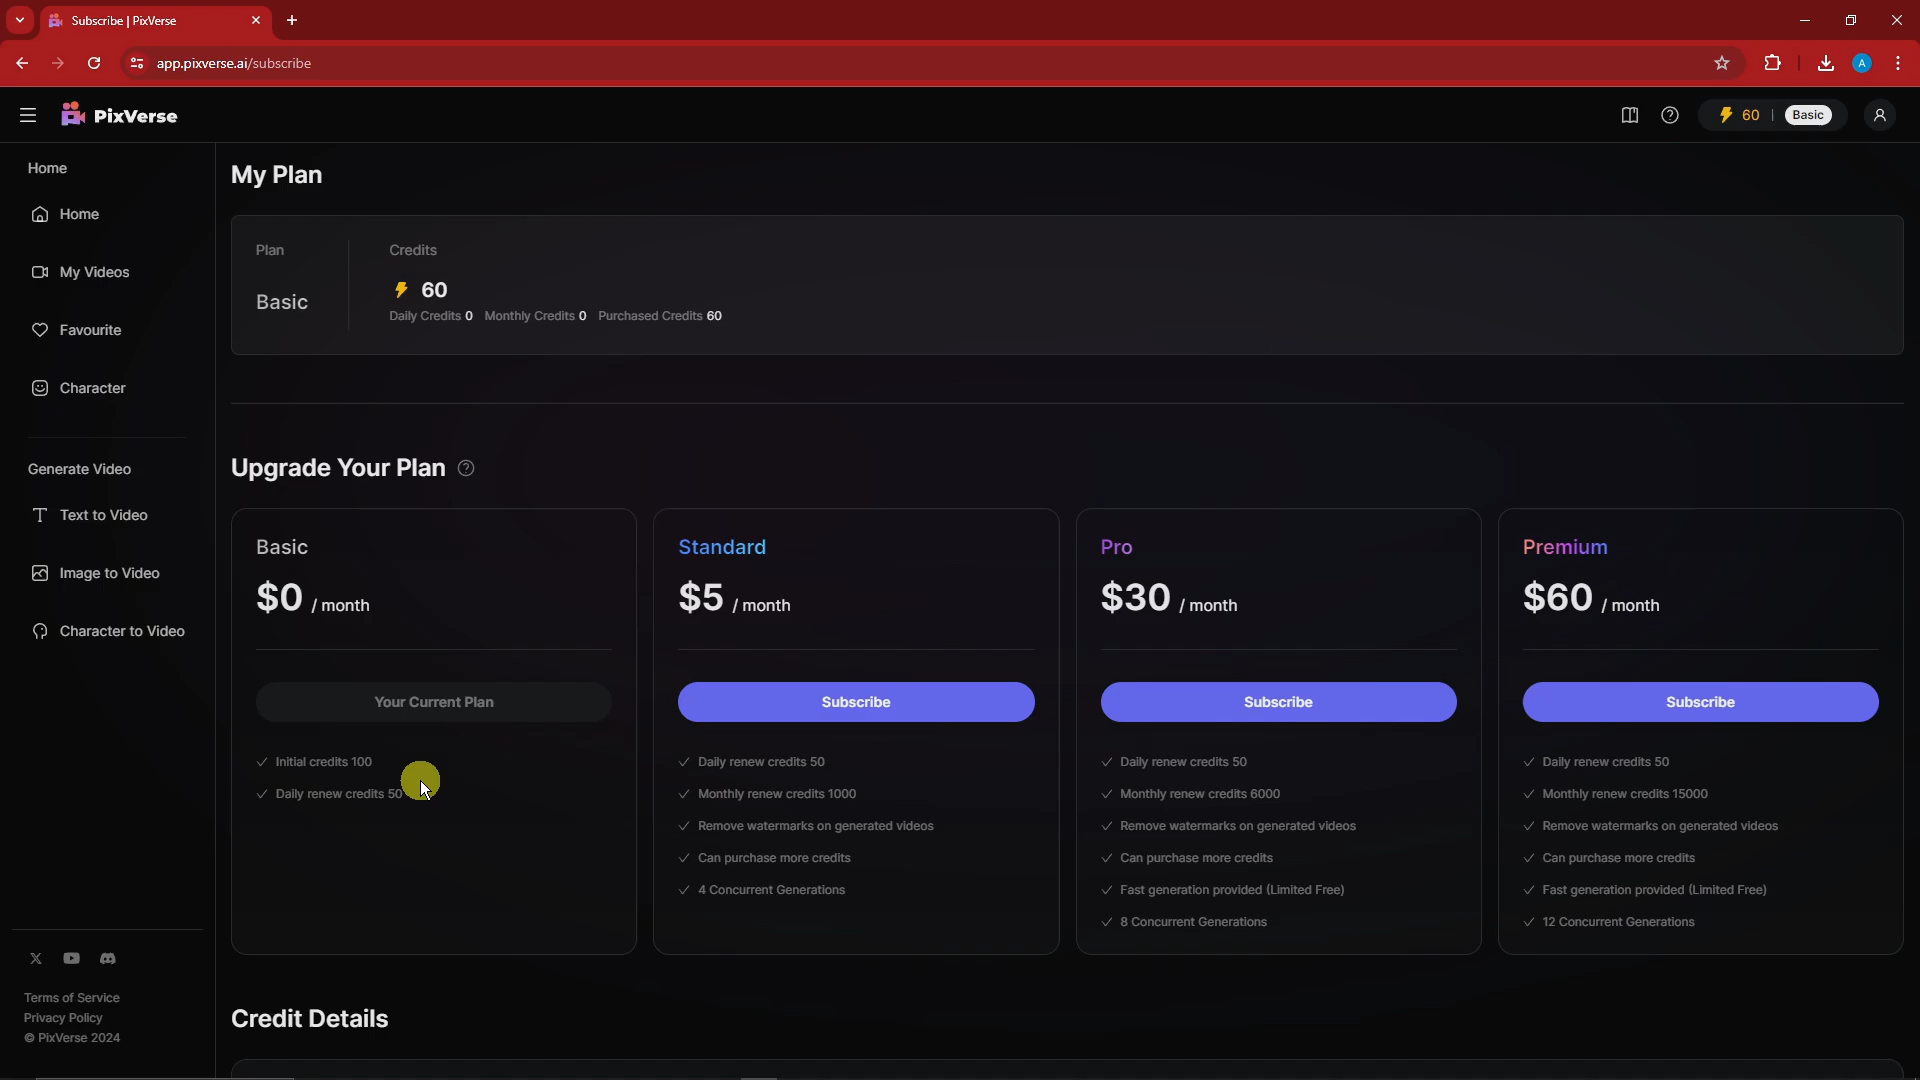 Subscribe | PixVerse
app.pixverse.ai/subscribe
A
PixVerse
60 | Basic
Home
Home
My Videos
Favourite
Character
Generate Video
Text to Video
Image to Video
Character to Video
Terms of Service
Privacy Policy
© PixVerse 2024
My Plan
Plan
Basic
Credits
60
Daily Credits 0 Monthly Credits 0 Purchased Credits 60
Upgrade Your Plan
Basic
$0 / month
Your Current Plan
Initial credits 100
Daily renew credits 50
Standard
$5 / month
Subscribe
Daily renew credits 50
Monthly renew credits 1000
Remove watermarks on generated videos
Can purchase more credits
4 Concurrent Generations
Pro
$30 / month
Subscribe
Daily renew credits 50
Monthly renew credits 6000
Remove watermarks on generated videos
Can purchase more credits
Fast generation provided (Limited Free)
8 Concurrent Generations
Premium
$60 / month
Subscribe
Daily renew credits 50
Monthly renew credits 15000
Remove watermarks on generated videos
Can purchase more credits
Fast generation provided (Limited Free)
12 Concurrent Generations
Credit Details